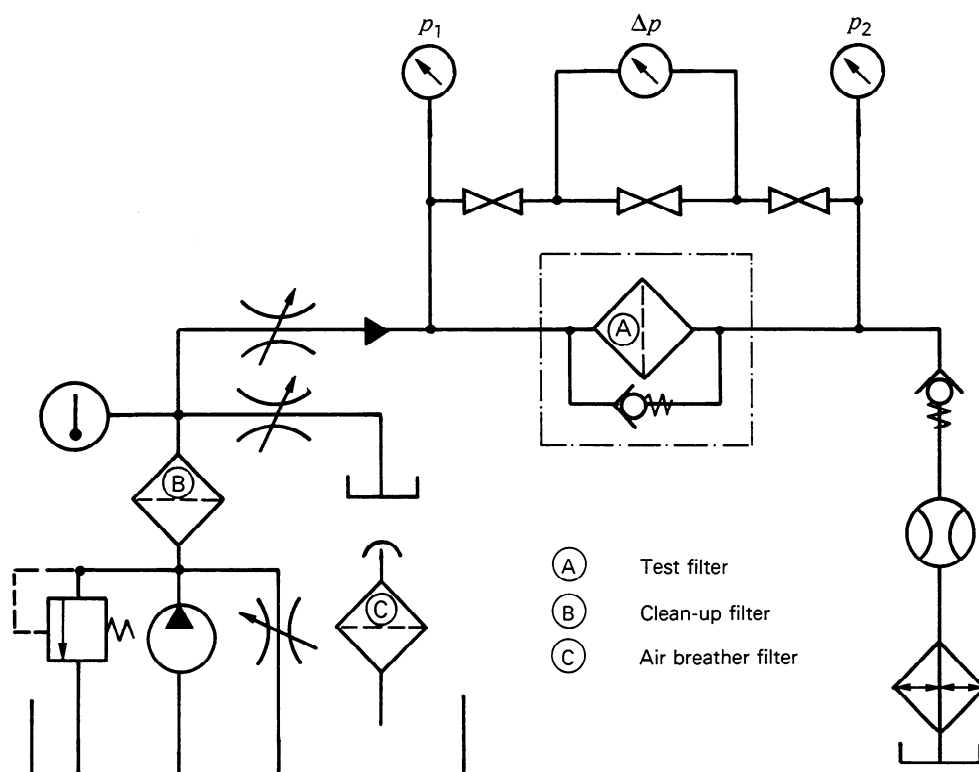 p1 Δp p2
A
B
C
A Test filter
B Clean-up filter
C Air breather filter